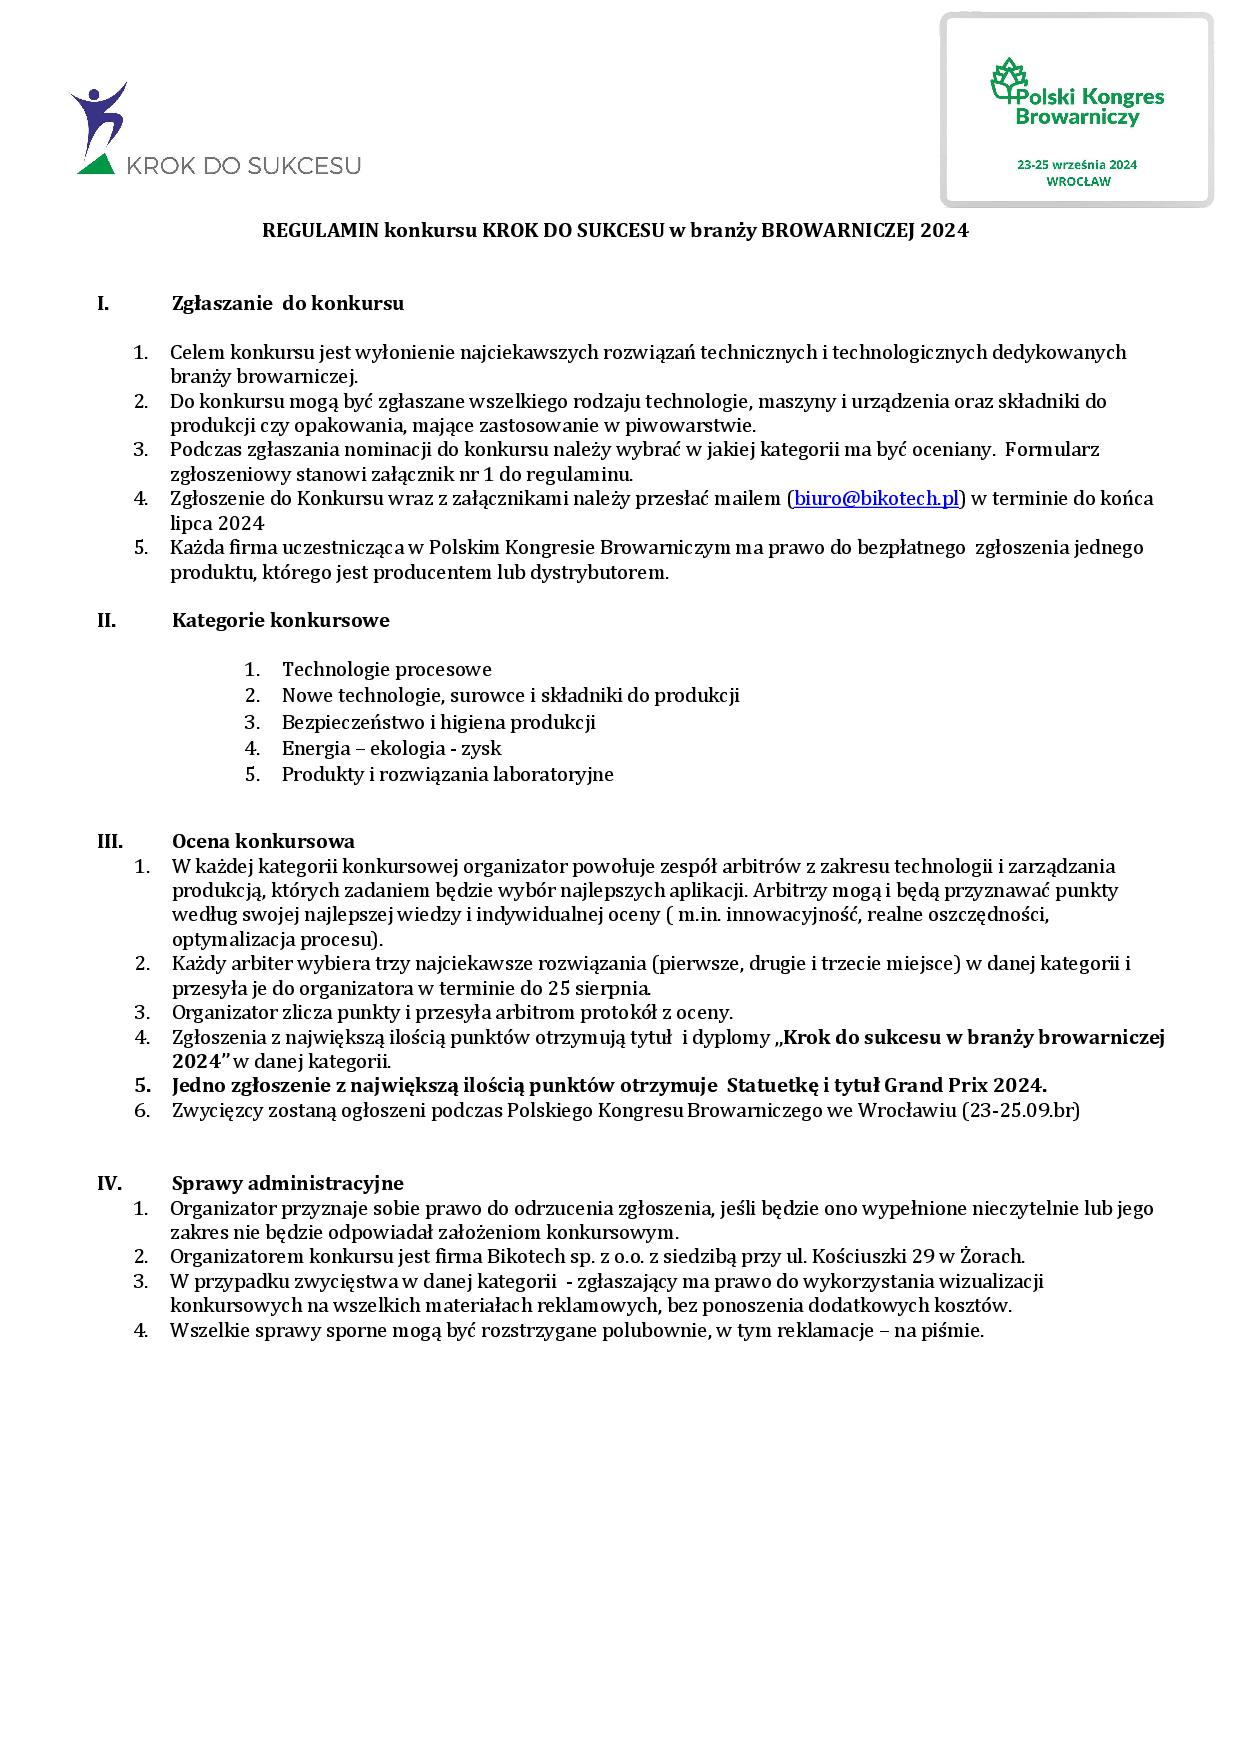 KROK DO SUKCESU
Polski Kongres
Browarniczy
23-25 września 2024
WROCŁAW
REGULAMIN konkursu KROK DO SUKCESU w branży BROWARNICZEJ 2024
I. Zgłaszanie do konkursu
1. Celem konkursu jest wyłonienie najciekawszych rozwiązań technicznych i technologicznych dedykowanych
branży browarniczej.
2. Do konkursu mogą być zgłaszane wszelkiego rodzaju technologie, maszyny i urządzenia oraz składniki do
produkcji czy opakowania, mające zastosowanie w piwowarstwie.
3. Podczas zgłaszania nominacji do konkursu należy wybrać w jakiej kategorii ma być oceniany. Formularz
zgłoszeniowy stanowi załącznik nr 1 do regulaminu.
4. Zgłoszenie do Konkursu wraz z załącznikami należy przesłać mailem (biuro@bikotech.pl) w terminie do końca
lipca 2024
5. Każda firma uczestnicząca w Polskim Kongresie Browarniczym ma prawo do bezpłatnego zgłoszenia jednego
produktu, którego jest producentem lub dystrybutorem.
II. Kategorie konkursowe
1. Technologie procesowe
2. Nowe technologie, surowce i składniki do produkcji
3. Bezpieczeństwo i higiena produkcji
4. Energia – ekologia - zysk
5. Produkty i rozwiązania laboratoryjne
III. Ocena konkursowa
1. W każdej kategorii konkursowej organizator powołuje zespół arbitrów z zakresu technologii i zarządzania
produkcją, których zadaniem będzie wybór najlepszych aplikacji. Arbitrzy mogą i będą przyznawać punkty
według swojej najlepszej wiedzy i indywidualnej oceny ( m.in. innowacyjność, realne oszczędności,
optymalizacja procesu).
2. Każdy arbiter wybiera trzy najciekawsze rozwiązania (pierwsze, drugie i trzecie miejsce) w danej kategorii i
przesyła je do organizatora w terminie do 25 sierpnia.
3. Organizator zlicza punkty i przesyła arbitrom protokół z oceny.
4. Zgłoszenia z największą ilością punktów otrzymują tytuł i dyplomy „Krok do sukcesu w branży browarniczej
2024” w danej kategorii.
5. Jedno zgłoszenie z największą ilością punktów otrzymuje Statuetkę i tytuł Grand Prix 2024.
6. Zwycięzcy zostaną ogłoszeni podczas Polskiego Kongresu Browarniczego we Wrocławiu (23-25.09.br)
IV. Sprawy administracyjne
1. Organizator przyznaje sobie prawo do odrzucenia zgłoszenia, jeśli będzie ono wypełnione nieczytelnie lub jego
zakres nie będzie odpowiadał założeniom konkursowym.
2. Organizatorem konkursu jest firma Bikotech sp. z o.o. z siedzibą przy ul. Kościuszki 29 w Żorach.
3. W przypadku zwycięstwa w danej kategorii - zgłaszający ma prawo do wykorzystania wizualizacji
konkursowych na wszelkich materiałach reklamowych, bez ponoszenia dodatkowych kosztów.
4. Wszelkie sprawy sporne mogą być rozstrzygane polubownie, w tym reklamacje – na piśmie.